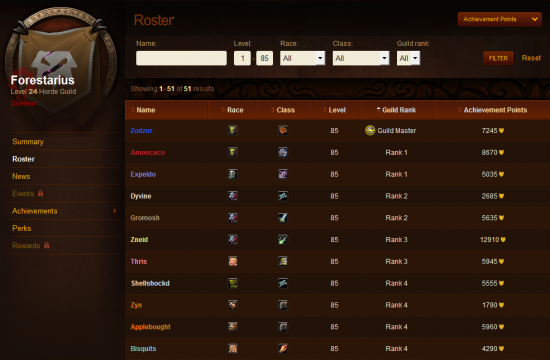 Roster
Achievement Points
Name:
Level:
Race:
Class:
Guild rank:
1 - 85
All
All
All
FILTER
Reset
Forestarius
Level 24 Horde Guild
Showing 1–51 of 51 results
Name Race Class Level Guild Rank Achievement Points
Zodzor 85 Guild Master 7245
Amoncaco 85 Rank 1 8670
Expeldo 85 Rank 1 5035
Dyvine 85 Rank 2 2685
Gromosh 85 Rank 2 5635
Zneid 85 Rank 3 12910
Thris 85 Rank 3 5945
Shellshockd 85 Rank 4 5555
Zyn 85 Rank 4 1790
Applebought 85 Rank 4 5960
Bisquits 85 Rank 4 4290
Summary
Roster
News
Events
Achievements
Perks
Rewards